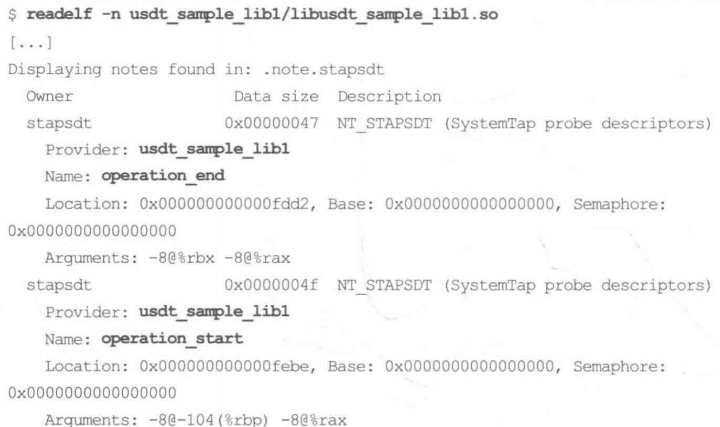 $ readelf -n usdt_sample_lib1/libusdt_sample_lib1.so
[...]
Displaying notes found in: .note.stapsdt
Owner Data size Description
stapsdt 0x00000047 NT_STAPSDT (SystemTap probe descriptors)
Provider: usdt_sample_lib1
Name: operation_end
Location: 0x000000000000fdd2, Base: 0x0000000000000000, Semaphore:
0x0000000000000000
Arguments: -8@%rbx -8@%rax
stapsdt 0x0000004f NT_STAPSDT (SystemTap probe descriptors)
Provider: usdt_sample_lib1
Name: operation_start
Location: 0x000000000000febe, Base: 0x0000000000000000, Semaphore:
0x0000000000000000
Arguments: -8@-104(%rbp) -8@%rax